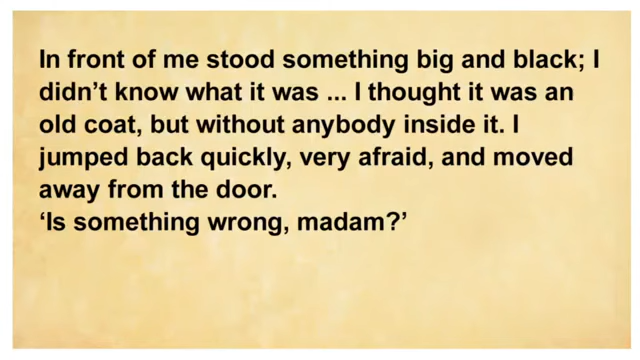 In front of me stood something big and black; I
didn’t know what it was ... I thought it was an
old coat, but without anybody inside it. I
jumped back quickly, very afraid, and moved
away from the door.
‘Is something wrong, madam?’